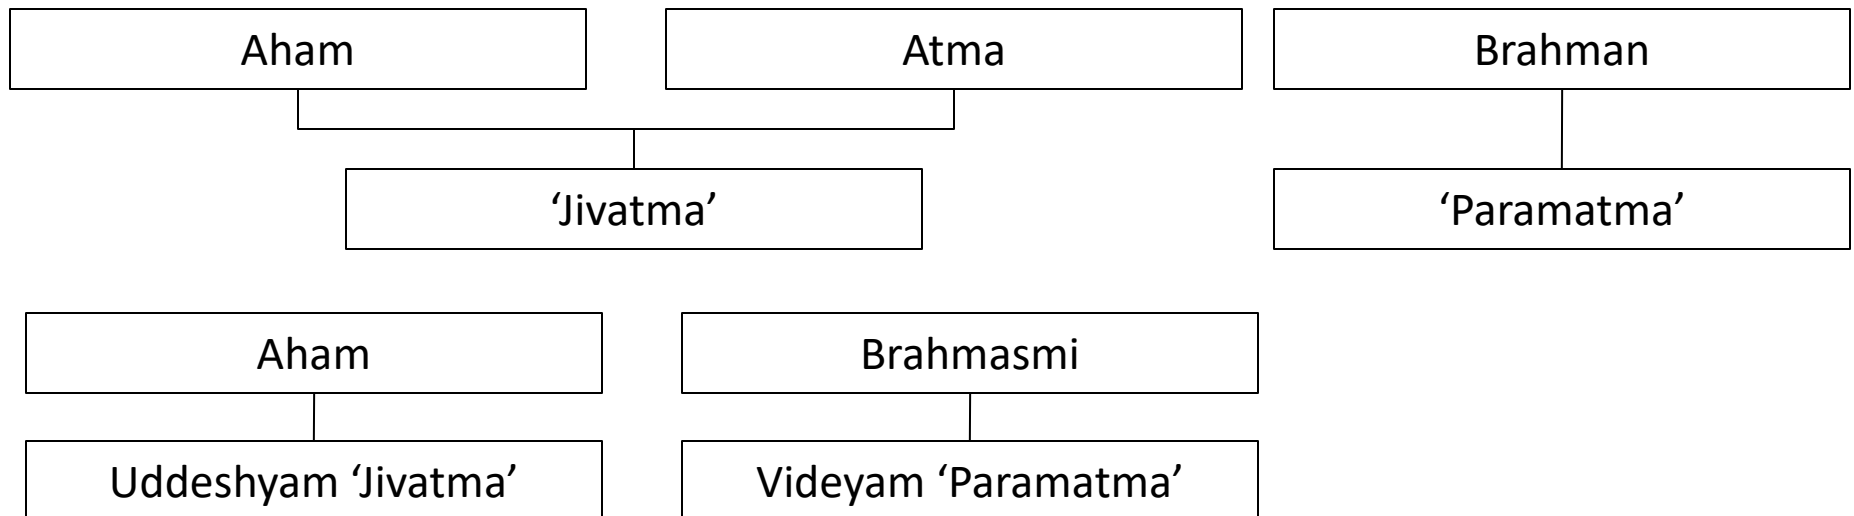 Aham
Atma
Brahman
‘Jivatma’
‘Paramatma’
Aham
Brahmasmi
Uddeshyam ‘Jivatma’
Videyam ‘Paramatma’